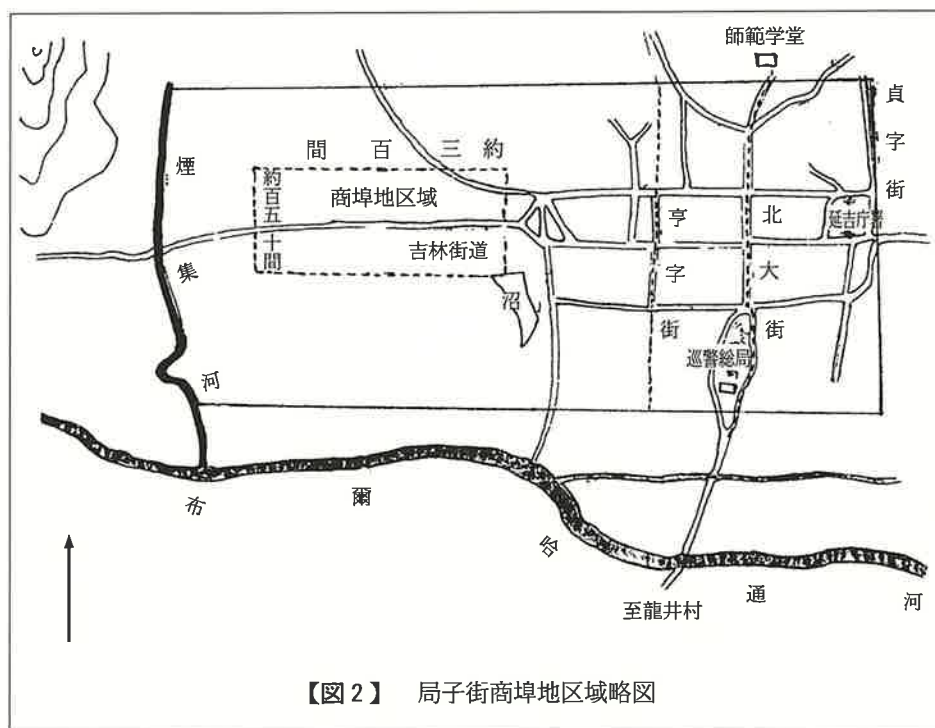 師範学堂
貞字街
煙集河
約三百間
約百五十間
商埠地区域
吉林街道
沼
亨字街
北大街
延吉庁署
巡警総局
布爾哈通河
至龍井村
【図2】 局子街商埠地区域略図